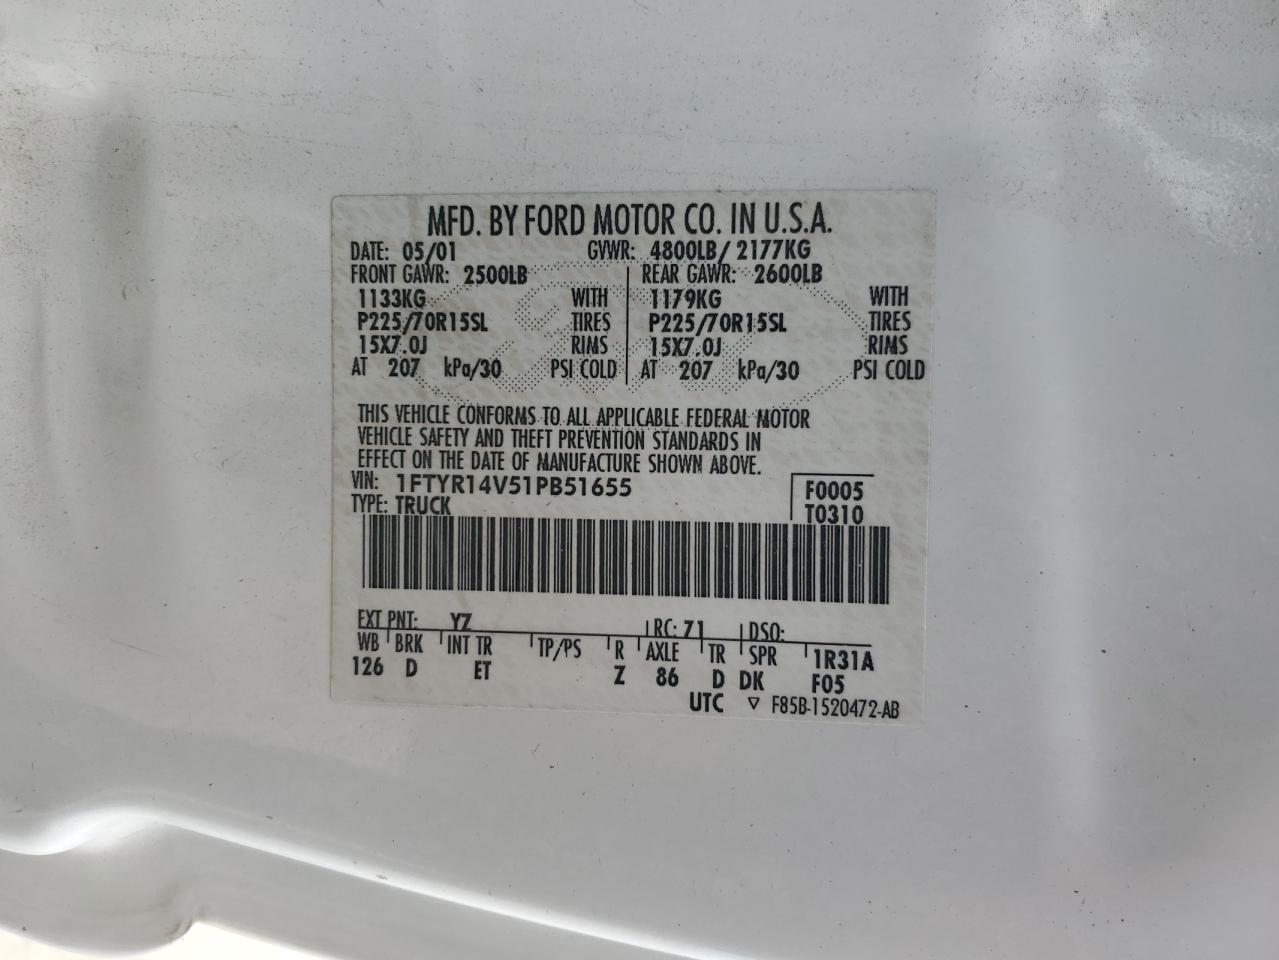 MFD. BY FORD MOTOR CO. IN U.S.A.
DATE: 05/01 GVWR: 4800LB/ 2177KG
FRONT GAWR: 2500LB REAR GAWR: 2600LB
1133KG WITH 1179KG WITH
P225/70R15SL TIRES P225/70R15SL TIRES
15X7.0J RIMS 15X7.0J RIMS
AT 207 kPa/30 PSI COLD AT 207 kPa/30 PSI COLD
THIS VEHICLE CONFORMS TO ALL APPLICABLE FEDERAL MOTOR
VEHICLE SAFETY AND THEFT PREVENTION STANDARDS IN
EFFECT ON THE DATE OF MANUFACTURE SHOWN ABOVE.
VIN: 1FTYR14V51PB51655 F0005
TYPE: TRUCK T0310
EXT PNT: YZ RC: 71 DSO:
WB BRK INT TR TP/PS R AXLE TR SPR 1R31A
126 D ET Z 86 D DK F05
UTC ▽ F85B-1520472-AB